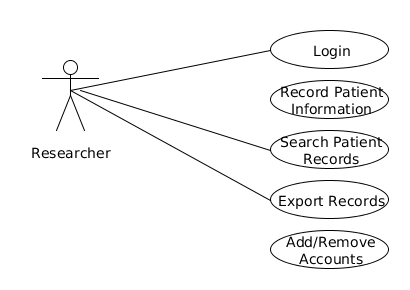 Login
Record Patient
Information
Researcher
Search Patient
Records
Export Records
Add/Remove
Accounts